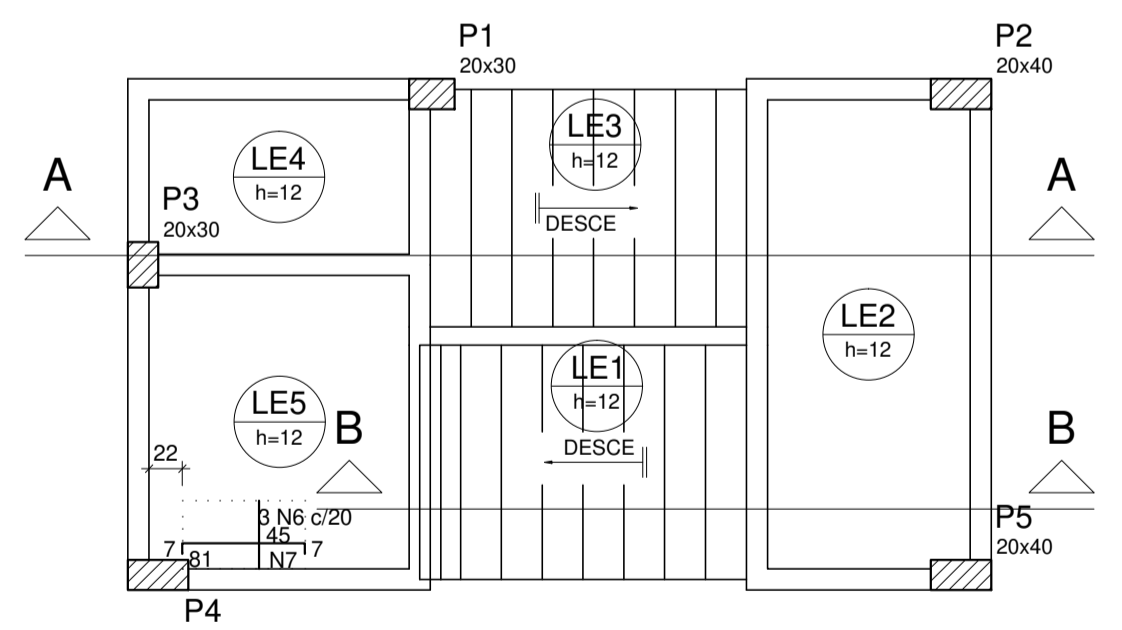 P1
20x30
P2
20x40
LE3
h=12
LE4
h=12
A
A
P3
20x30
DESCE
LE2
h=12
LE1
h=12
LE5
h=12
B
B
DESCE
22
3 N6 c/20
45
7
7
81
N7
P5
20x40
P4